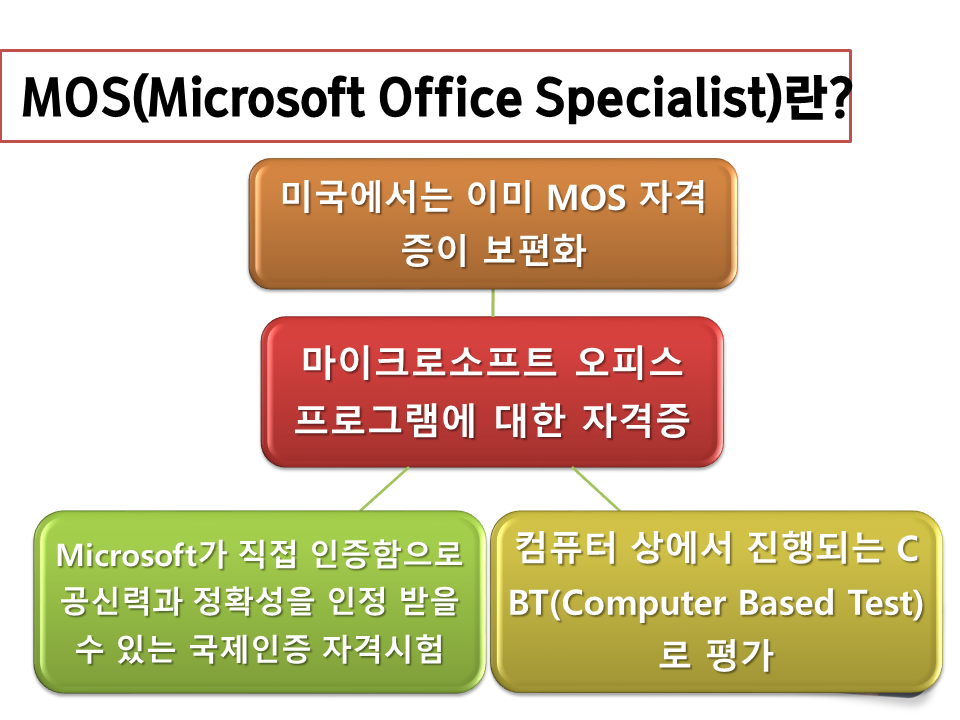 MOS(Microsoft Office Specialist)란?
미국에서는 이미 MOS 자격
증이 보편화
마이크로소프트 오피스
프로그램에 대한 자격증
Microsoft가 직접 인증함으로
공신력과 정확성을 인정 받을
수 있는 국제인증 자격시험
컴퓨터 상에서 진행되는 C
BT(Computer Based Test)
로 평가